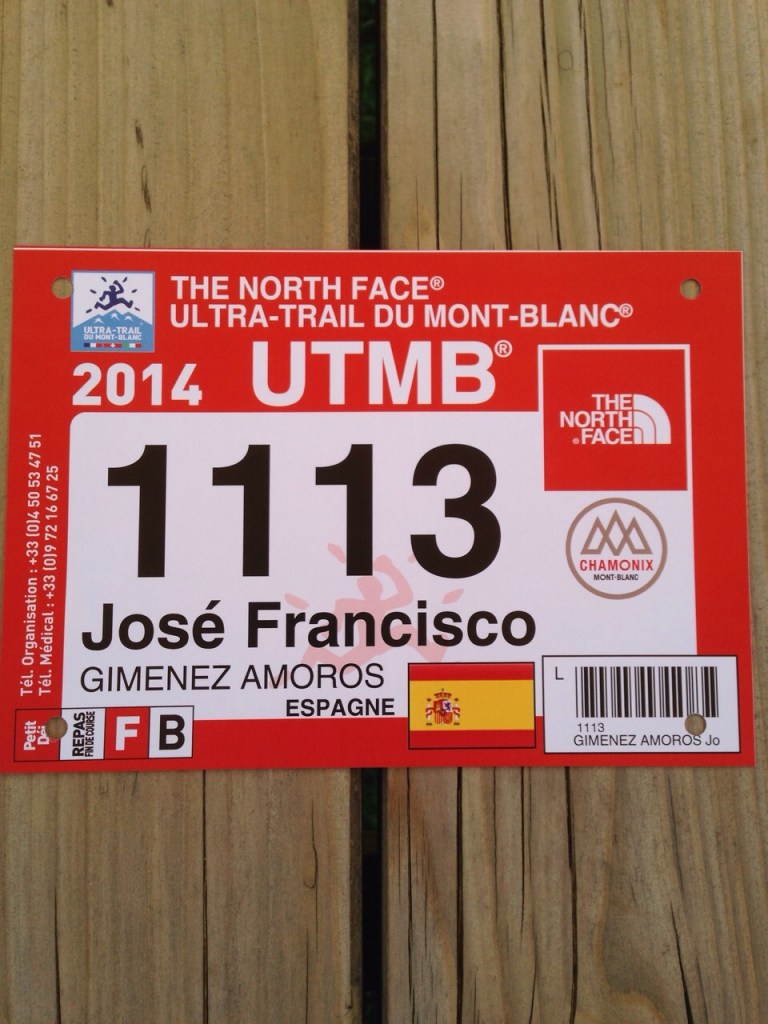 THE NORTH FACE®
ULTRA-TRAIL DU MONT-BLANC®
ULTRA-TRAIL
DU MONT-BLANC
2014 UTMB®
THE
NORTH
FACE
1113
CHAMONIX
MONT-BLANC
José Francisco
GIMENEZ AMOROS
ESPAGNE
Tél. Organisation : +33 (0)4 50 53 47 51
Tél. Médical : +33 (0)9 72 16 67 25
Petit
REPAS
FIN DE COURSE
F B
L
1113
GIMENEZ AMOROS Jo